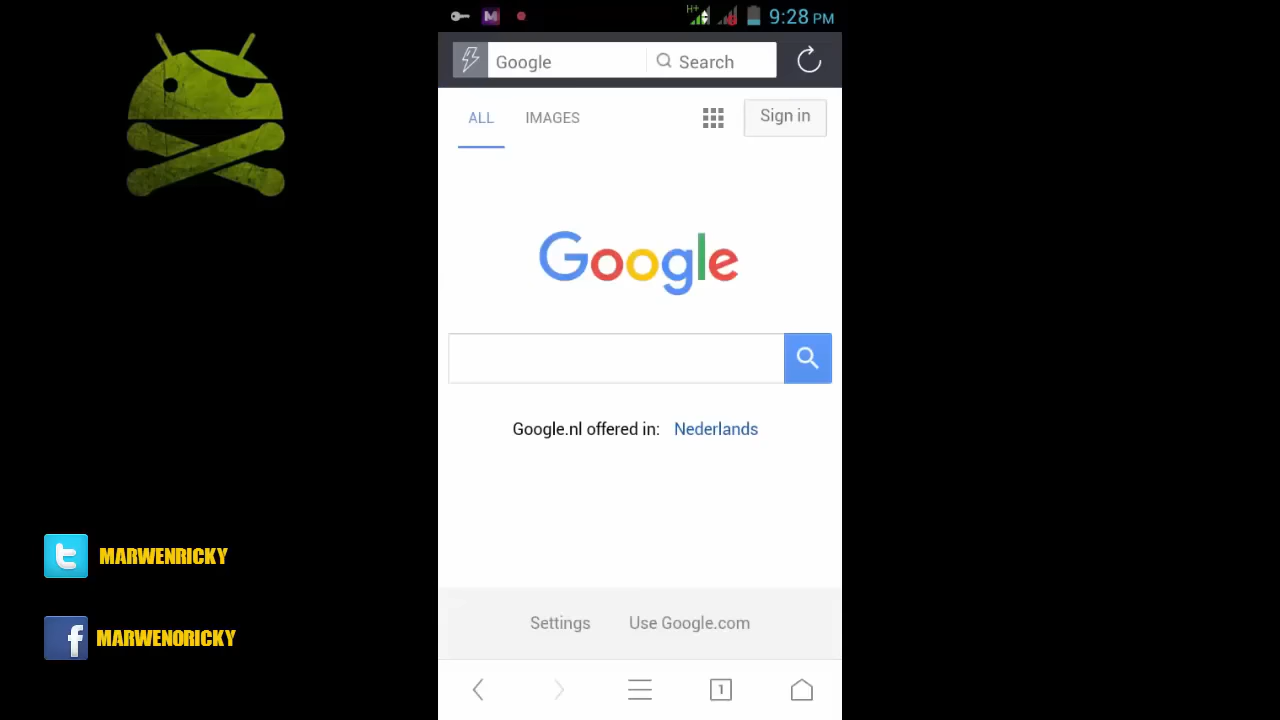 H+ 9:28 PM
Google Search
ALL IMAGES Sign in
Google
Google.nl offered in: Nederlands
MARWENRICKY
MARWENORICKY
Settings Use Google.com
1